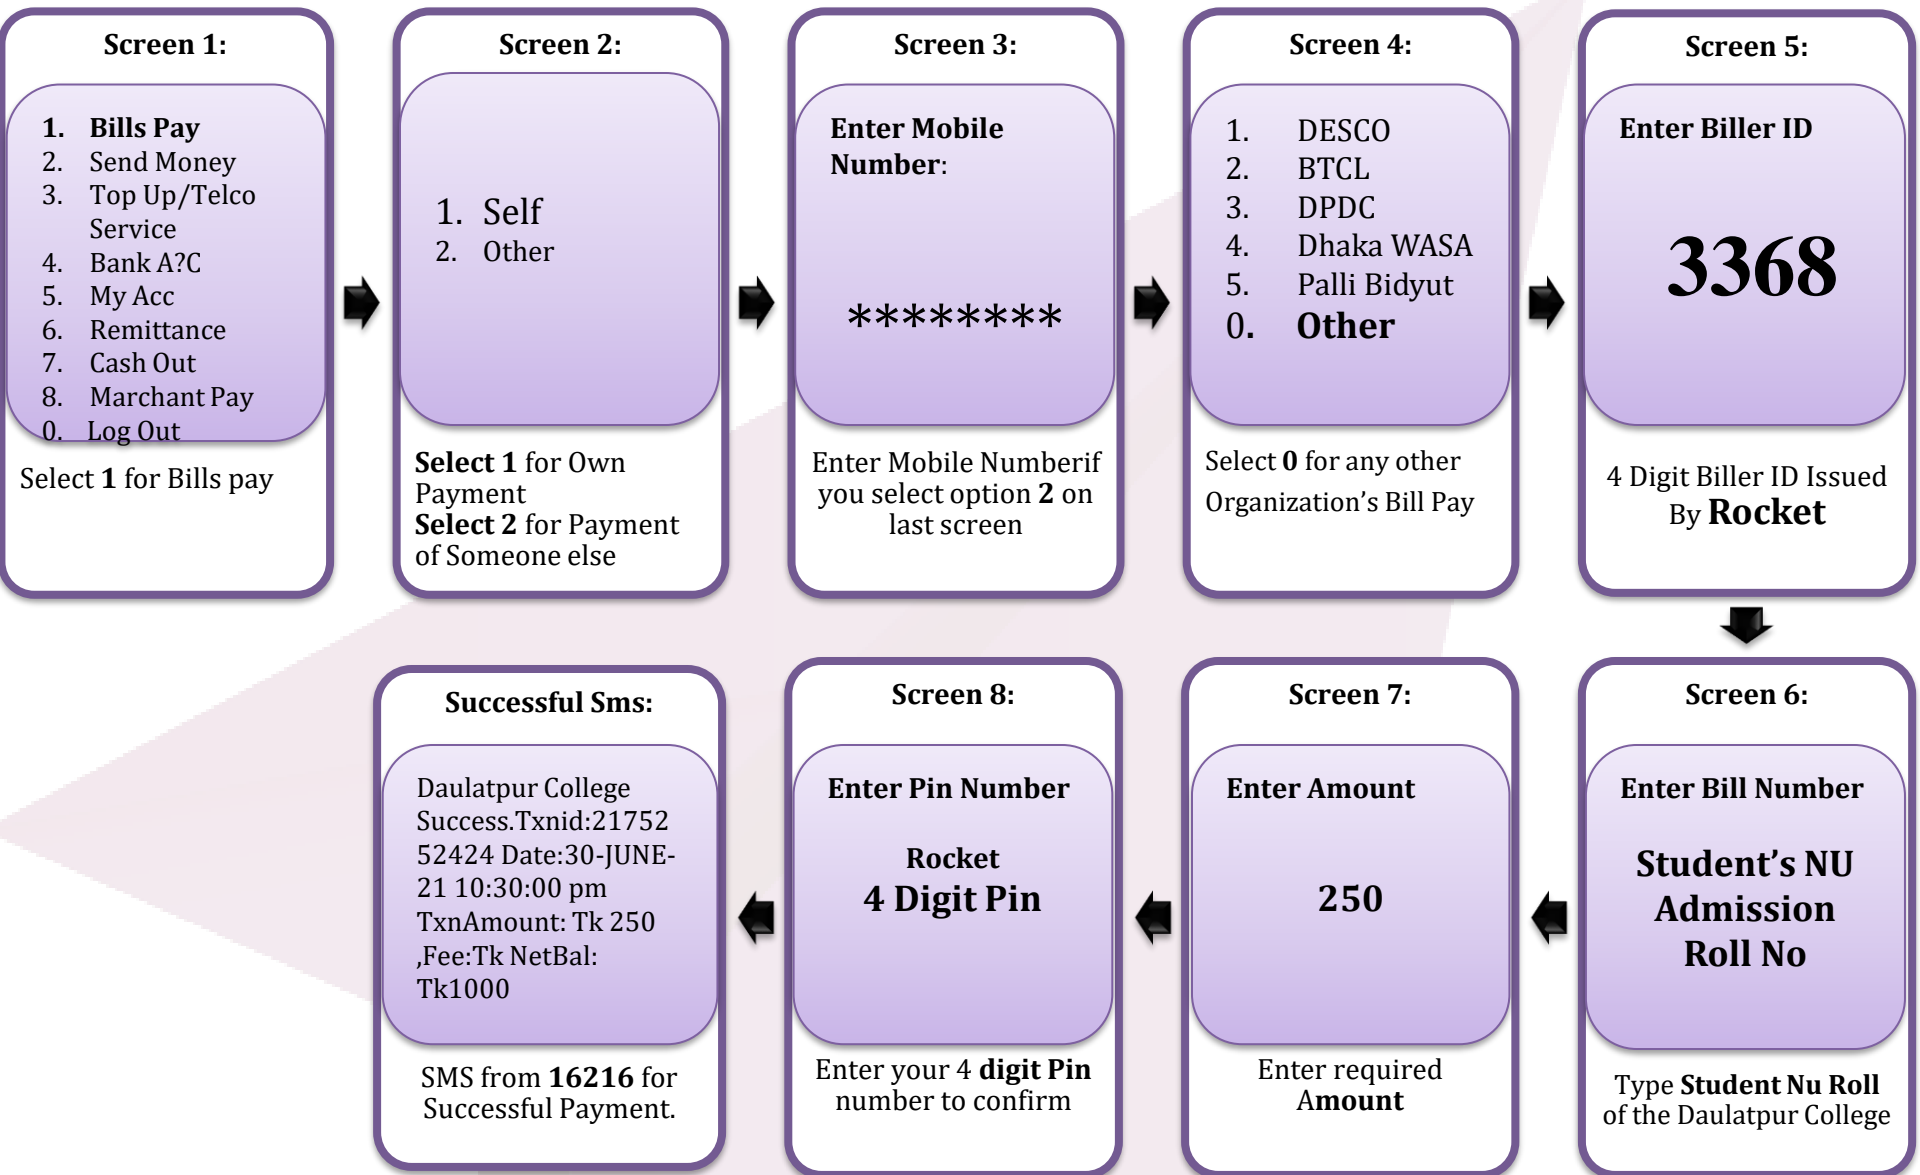 Screen 1:
1. Bills Pay
2. Send Money
3. Top Up/Telco
Service
4. Bank A?C
5. My Acc
6. Remittance
7. Cash Out
8. Marchant Pay
0. Log Out
Select 1 for Bills pay
Screen 2:
1. Self
2. Other
Select 1 for Own
Payment
Select 2 for Payment
of Someone else
Screen 3:
Enter Mobile
Number:
********
Enter Mobile Numberif
you select option 2 on
last screen
Screen 4:
1. DESCO
2. BTCL
3. DPDC
4. Dhaka WASA
5. Palli Bidyut
0. Other
Select 0 for any other
Organization’s Bill Pay
Screen 5:
Enter Biller ID
3368
4 Digit Biller ID Issued
By Rocket
Screen 6:
Enter Bill Number
Student’s NU
Admission
Roll No
Type Student Nu Roll
of the Daulatpur College
Screen 7:
Enter Amount
250
Enter required
Amount
Screen 8:
Enter Pin Number
Rocket
4 Digit Pin
Enter your 4 digit Pin
number to confirm
Successful Sms:
Daulatpur College
Success.Txnid:21752
52424 Date:30-JUNE-
21 10:30:00 pm
TxnAmount: Tk 250
,Fee:Tk NetBal:
Tk1000
SMS from 16216 for
Successful Payment.